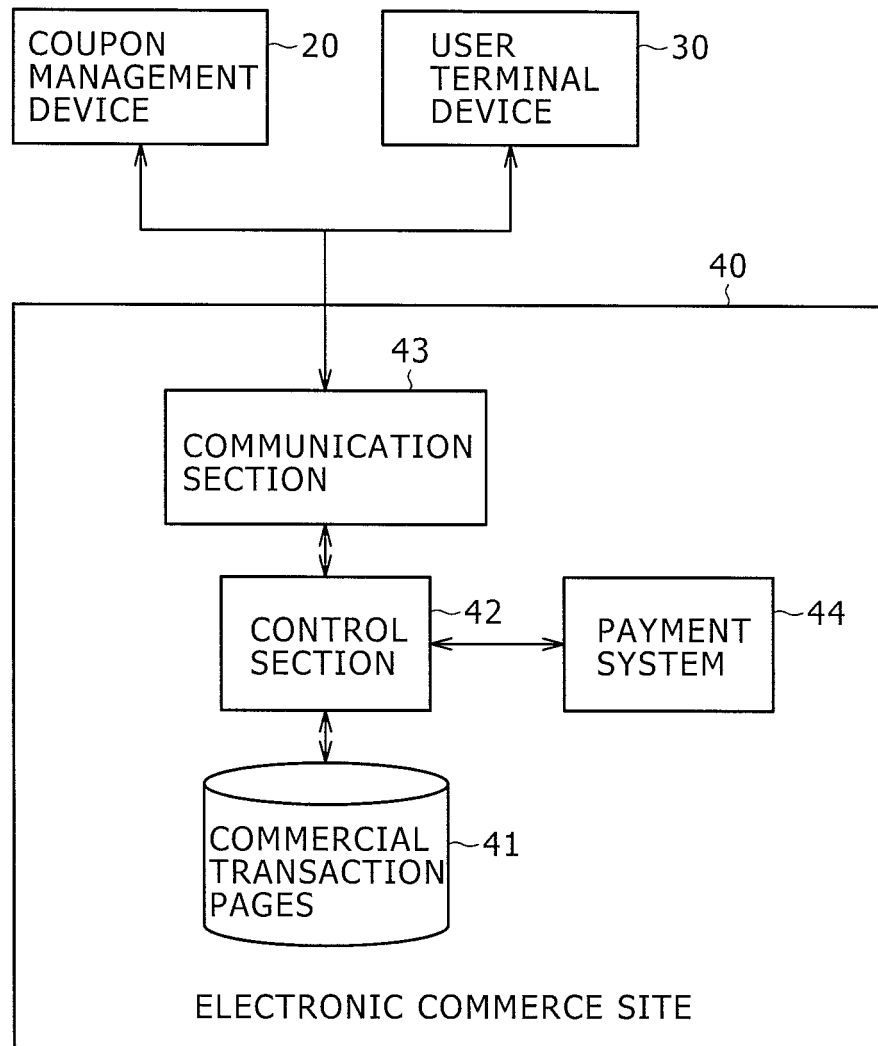 COUPON
MANAGEMENT
DEVICE
20
USER
TERMINAL
DEVICE
30
40
43
COMMUNICATION
SECTION
CONTROL
SECTION
42
PAYMENT
SYSTEM
44
COMMERCIAL
TRANSACTION
PAGES
41
ELECTRONIC COMMERCE SITE